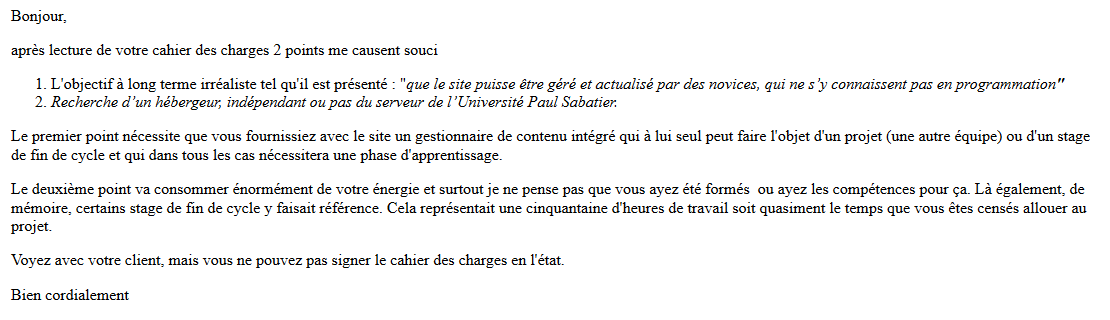 Bonjour,
après lecture de votre cahier des charges 2 points me causent souci
1. L'objectif à long terme irréaliste tel qu'il est présenté : "que le site puisse être géré et actualisé par des novices, qui ne s’y connaissent pas en programmation"
2. Recherche d’un hébergeur, indépendant ou pas du serveur de l’Université Paul Sabatier.
Le premier point nécessite que vous fournissiez avec le site un gestionnaire de contenu intégré qui à lui seul peut faire l'objet d'un projet (une autre équipe) ou d'un stage
de fin de cycle et qui dans tous les cas nécessitera une phase d'apprentissage.
Le deuxième point va consommer énormément de votre énergie et surtout je ne pense pas que vous ayez été formés  ou ayez les compétences pour ça. Là également, de
mémoire, certains stage de fin de cycle y faisait référence. Cela représentait une cinquantaine d'heures de travail soit quasiment le temps que vous êtes censés allouer au
projet.
Voyez avec votre client, mais vous ne pouvez pas signer le cahier des charges en l'état.
Bien cordialement